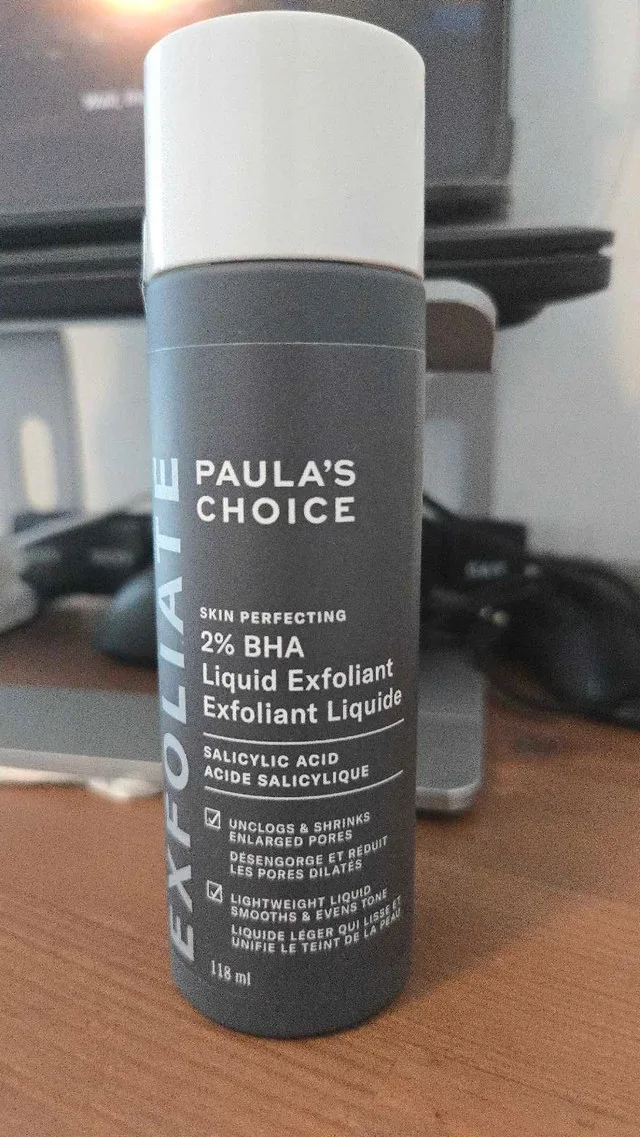 EXFOLIATE
PAULA'S
CHOICE
SKIN PERFECTING
2% BHA
Liquid Exfoliant
Exfoliant Liquide
SALICYLIC ACID
ACIDE SALICYLIQUE
UNCLOGS & SHRINKS
ENLARGED PORES
DÉSENGORGE ET RÉDUIT
LES PORES DILATÉS
LIGHTWEIGHT LIQUID
SMOOTHS & EVENS TONE
LIQUIDE LÉGER QUI LISSE ET
UNIFIE LE TEINT DE LA PEAU
118 ml